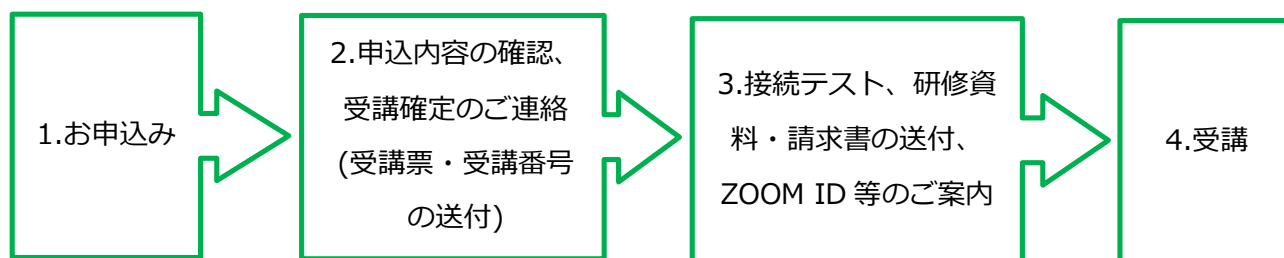 1.お申込み
2.申込内容の確認、
受講確定のご連絡
(受講票・受講番号
の送付)
3.接続テスト、研修資
料・請求書の送付、
ZOOM ID 等のご案内
4.受講